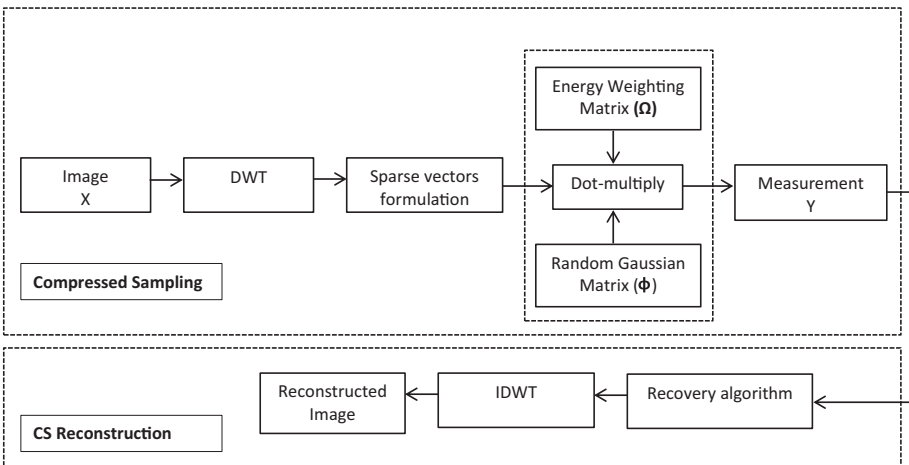 Energy Weighting
Matrix (Ω)
Image
X
DWT
Sparse vectors
formulation
Dot-multiply
Measurement
Y
Random Gaussian
Matrix (ϕ)
Compressed Sampling
Reconstructed
Image
IDWT
Recovery algorithm
CS Reconstruction